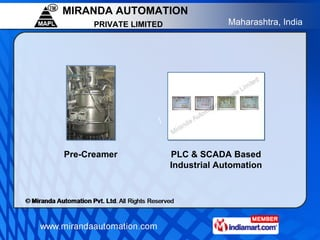 TM
MAPL
MIRANDA AUTOMATION
PRIVATE LIMITED
Maharashtra, India
Pre-Creamer
PLC & SCADA Based
Industrial Automation
© Miranda Automation Pvt. Ltd. All Rights Reserved
www.mirandaautomation.com
MEMBER
indiamart.com